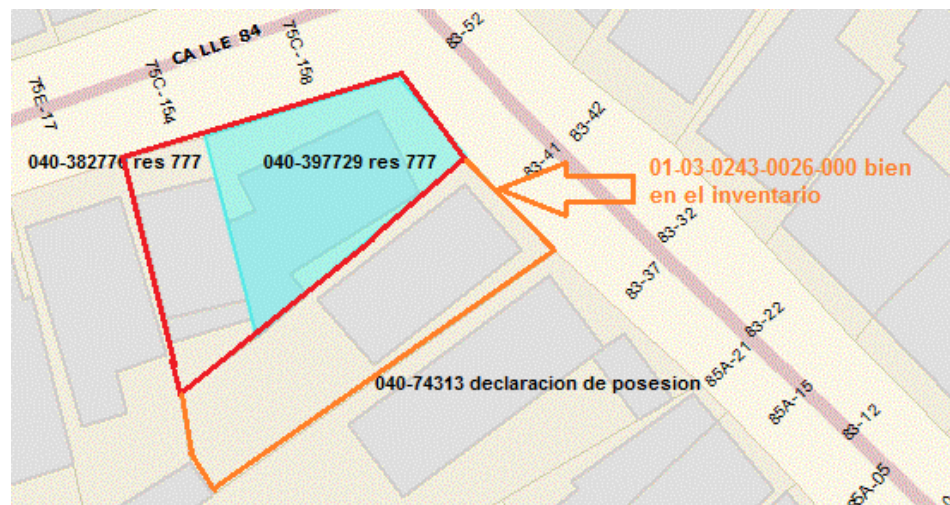 CALLE 84
75E-17
75C-154
75C-158
83-52
83-42
83-41
040-382776 res 777
040-397729 res 777
01-03-0243-0026-000 bien
en el inventario
83-32
83-37
83-22
85A-21
040-74313 declaracion de posesion
85A-15
83-12
85A-05